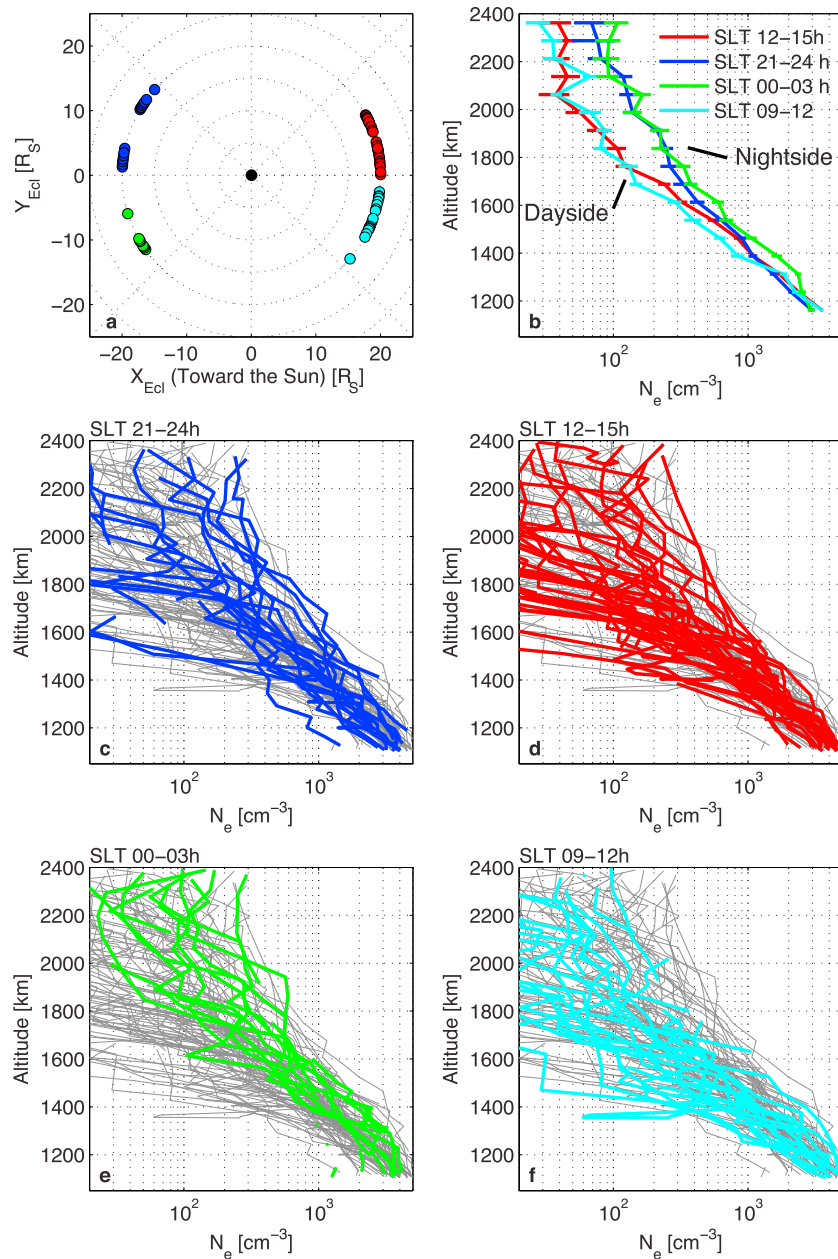 20
10
0
−10
−20
Y_Ecl [R_S]
−20 −10 0 10 20
X_Ecl (Toward the Sun) [R_S]
a
2400
2200
2000
1800
1600
1400
1200
Altitude [km]
SLT 12−15h
SLT 21−24 h
SLT 00−03 h
SLT 09−12
Nightside
Dayside
b
10^2 10^3
N_e [cm^−3]
SLT 21−24h
2400
2200
2000
1800
1600
1400
1200
Altitude [km]
c
10^2 10^3
N_e [cm^−3]
SLT 12−15h
2400
2200
2000
1800
1600
1400
1200
Altitude [km]
d
10^2 10^3
N_e [cm^−3]
SLT 00−03h
2400
2200
2000
1800
1600
1400
1200
Altitude [km]
e
10^2 10^3
N_e [cm^−3]
SLT 09−12h
2400
2200
2000
1800
1600
1400
1200
Altitude [km]
f
10^2 10^3
N_e [cm^−3]